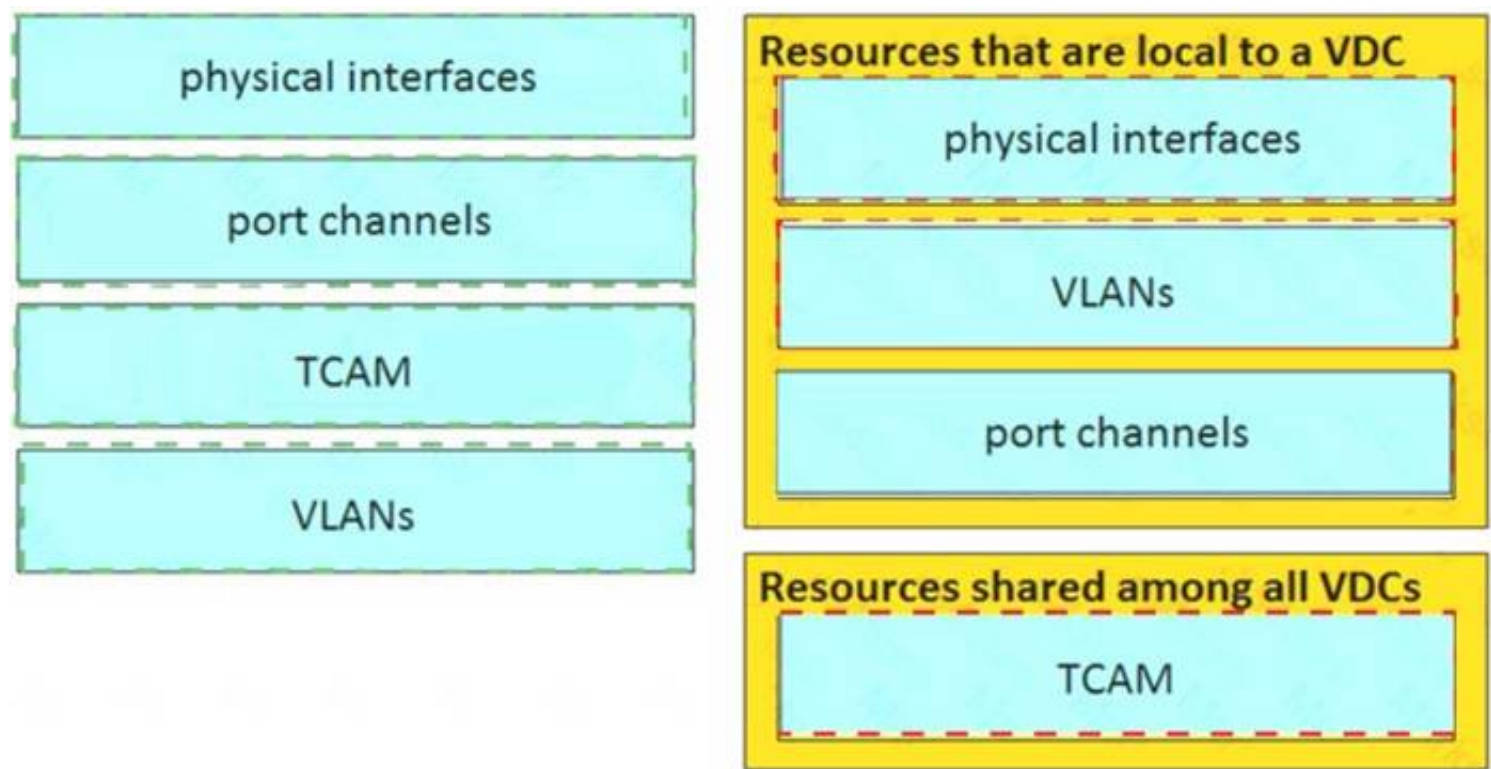 physical interfaces
port channels
TCAM
VLANs
Resources that are local to a VDC
physical interfaces
VLANs
port channels
Resources shared among all VDCs
TCAM